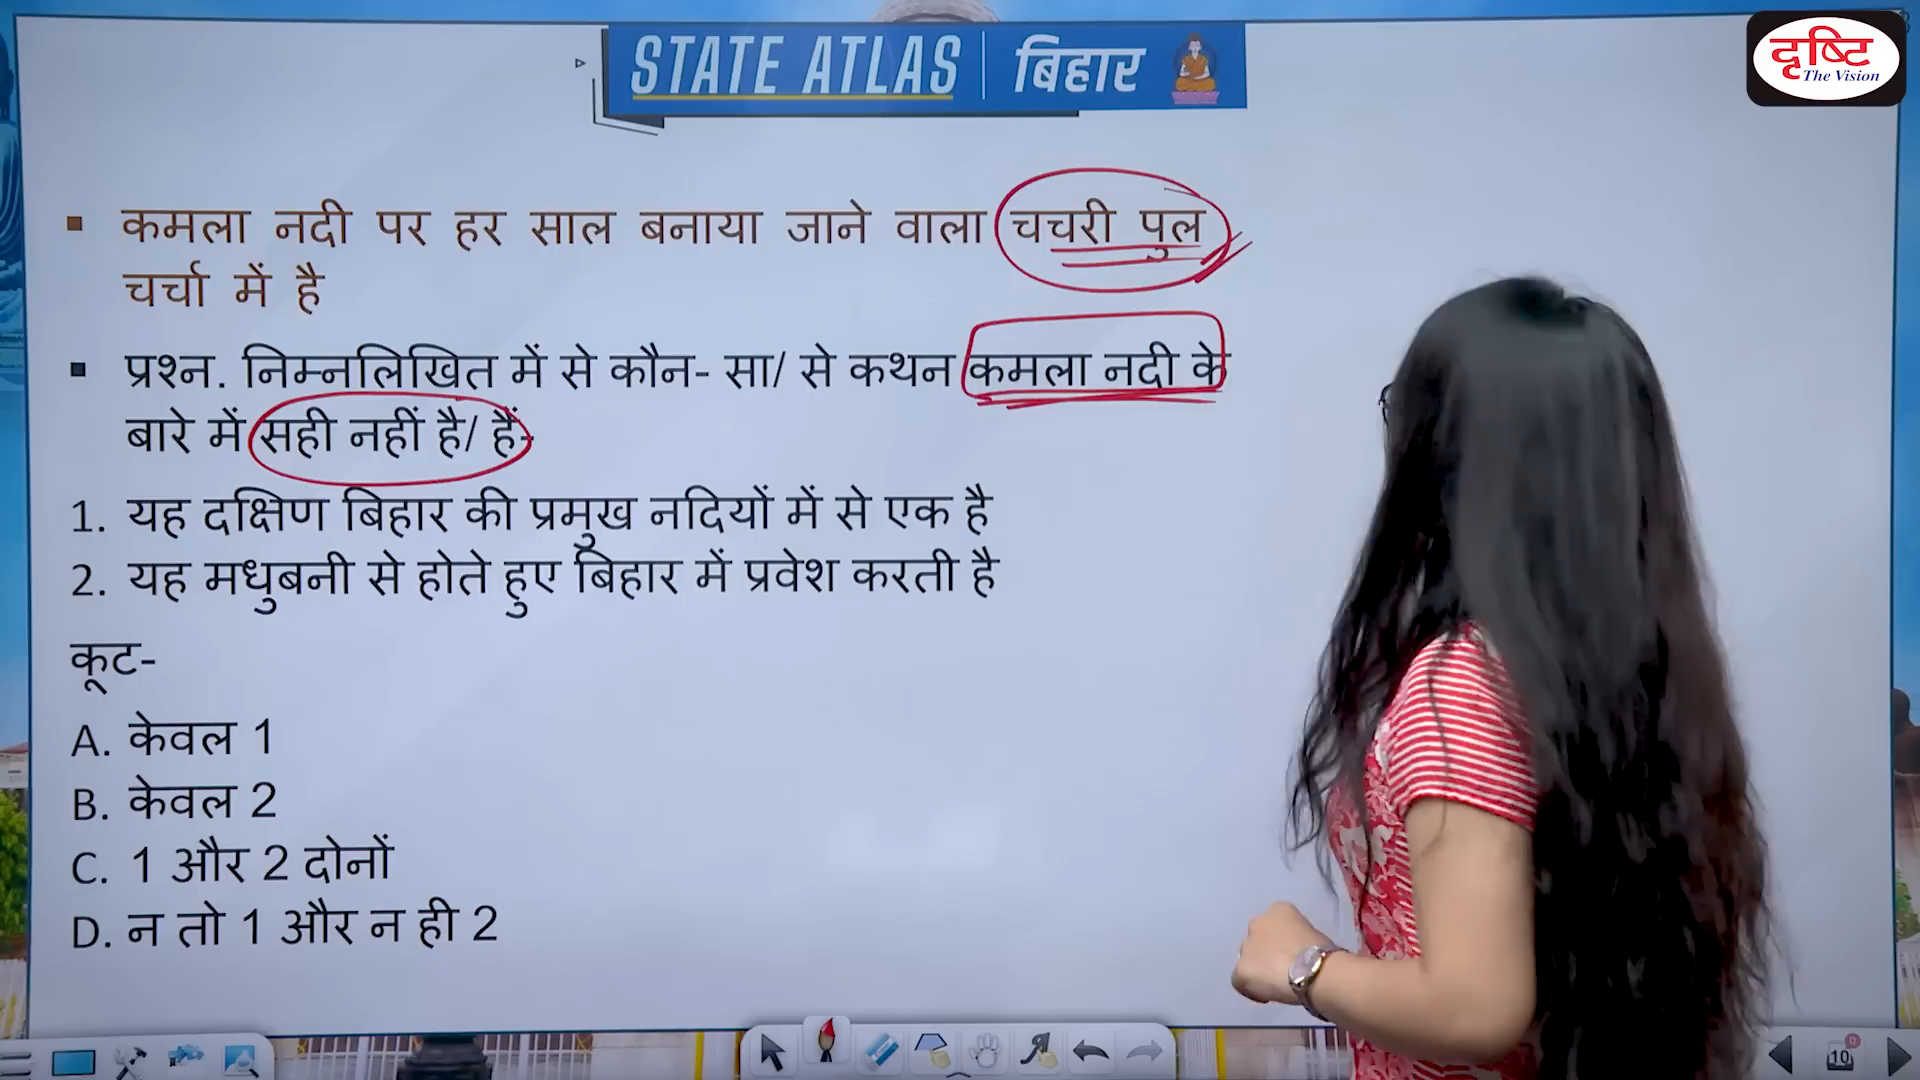 STATE ATLAS बिहार
दृष्टि
The Vision
▪ कमला नदी पर हर साल बनाया जाने वाला चचरी पुल
चर्चा में है
▪ प्रश्न. निम्नलिखित में से कौन- सा/ से कथन कमला नदी के
बारे में सही नहीं है/ हैं-
1. यह दक्षिण बिहार की प्रमुख नदियों में से एक है
2. यह मधुबनी से होते हुए बिहार में प्रवेश करती है
कूट-
A. केवल 1
B. केवल 2
C. 1 और 2 दोनों
D. न तो 1 और न ही 2
10